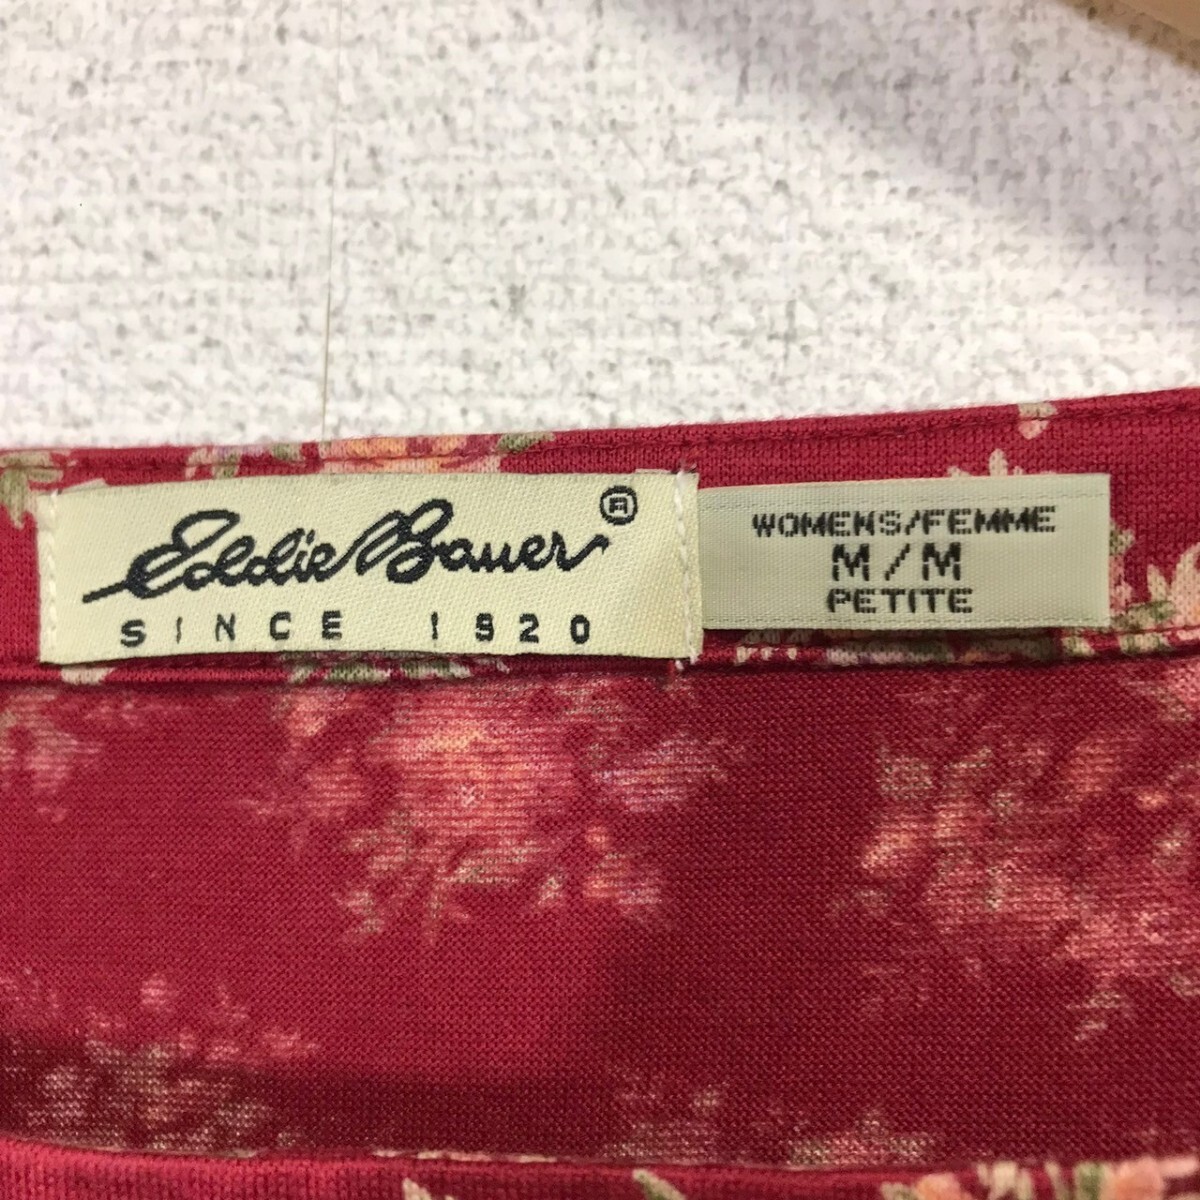 Eddie Bauer®
SINCE 1920
WOMENS/FEMME
M/M
PETITE